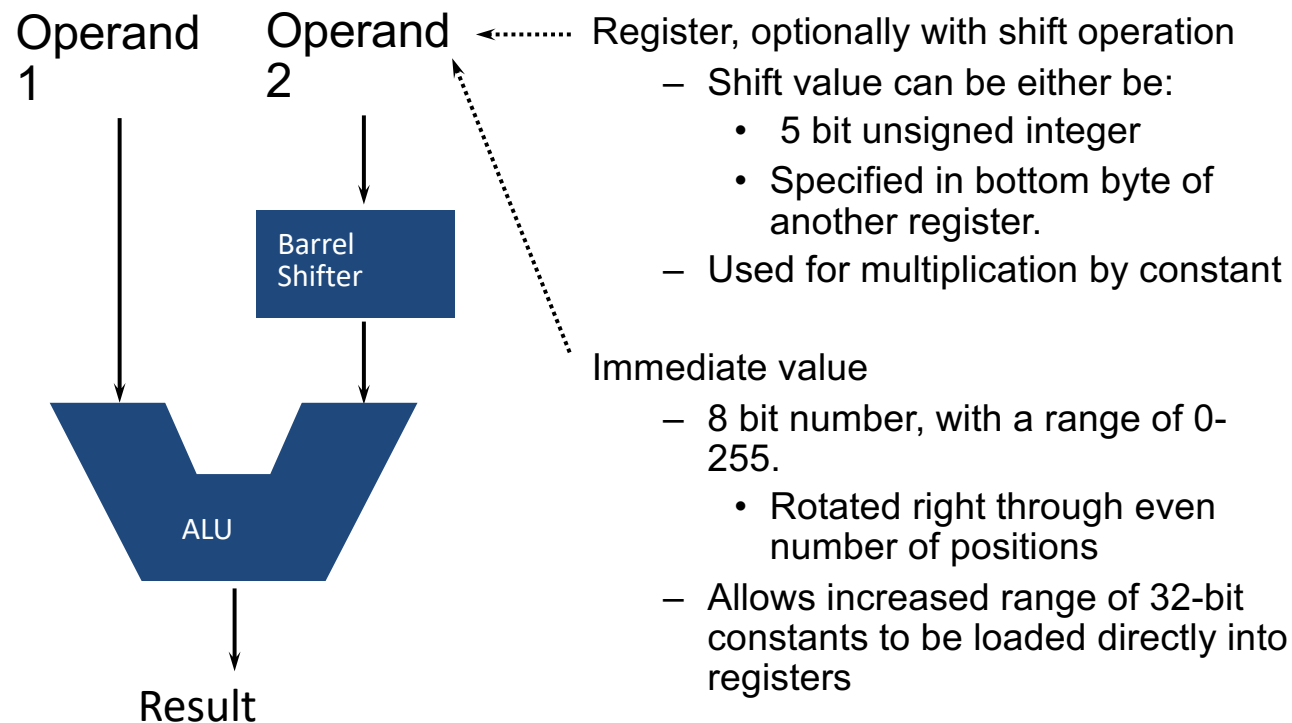 Operand
1
Operand
2
Barrel
Shifter
ALU
Result
Register, optionally with shift operation
– Shift value can be either be:
• 5 bit unsigned integer
• Specified in bottom byte of
another register.
– Used for multiplication by constant
Immediate value
– 8 bit number, with a range of 0-
255.
• Rotated right through even
number of positions
– Allows increased range of 32-bit
constants to be loaded directly into
registers